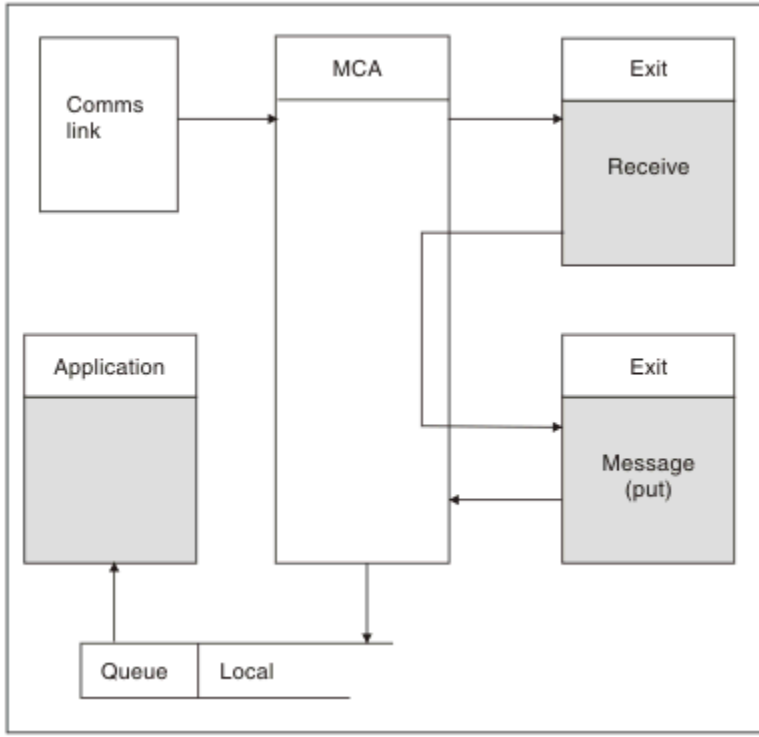 Comms
link
MCA
Exit
Receive
Application
Exit
Message
(put)
Queue
Local